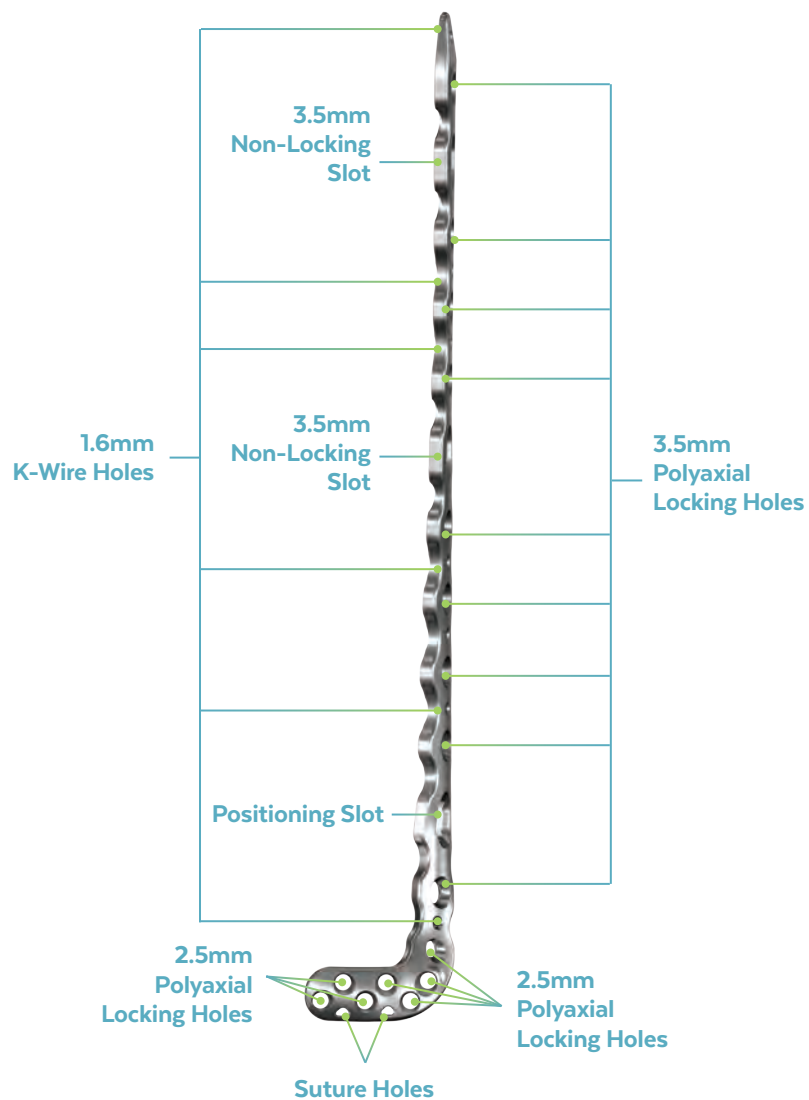 3.5mm
Non-Locking
Slot
1.6mm
K-Wire Holes
3.5mm
Non-Locking
Slot
3.5mm
Polyaxial
Locking Holes
Positioning Slot
2.5mm
Polyaxial
Locking Holes
2.5mm
Polyaxial
Locking Holes
Suture Holes